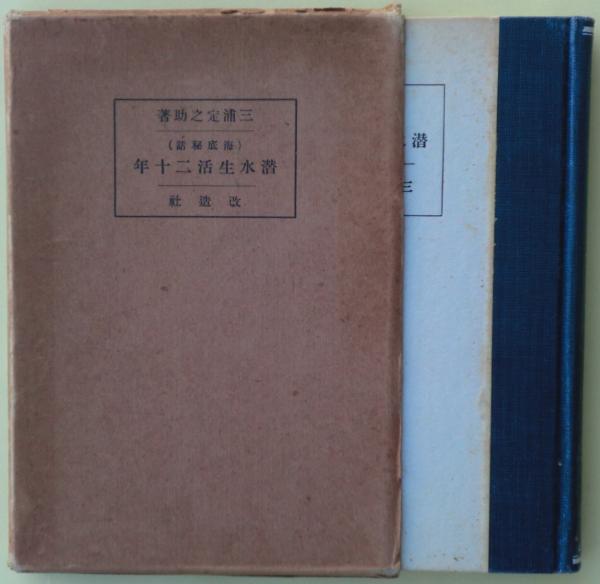 三浦定之助著
(海底秘話)
潜水生活二十年
改造社
潜水
三